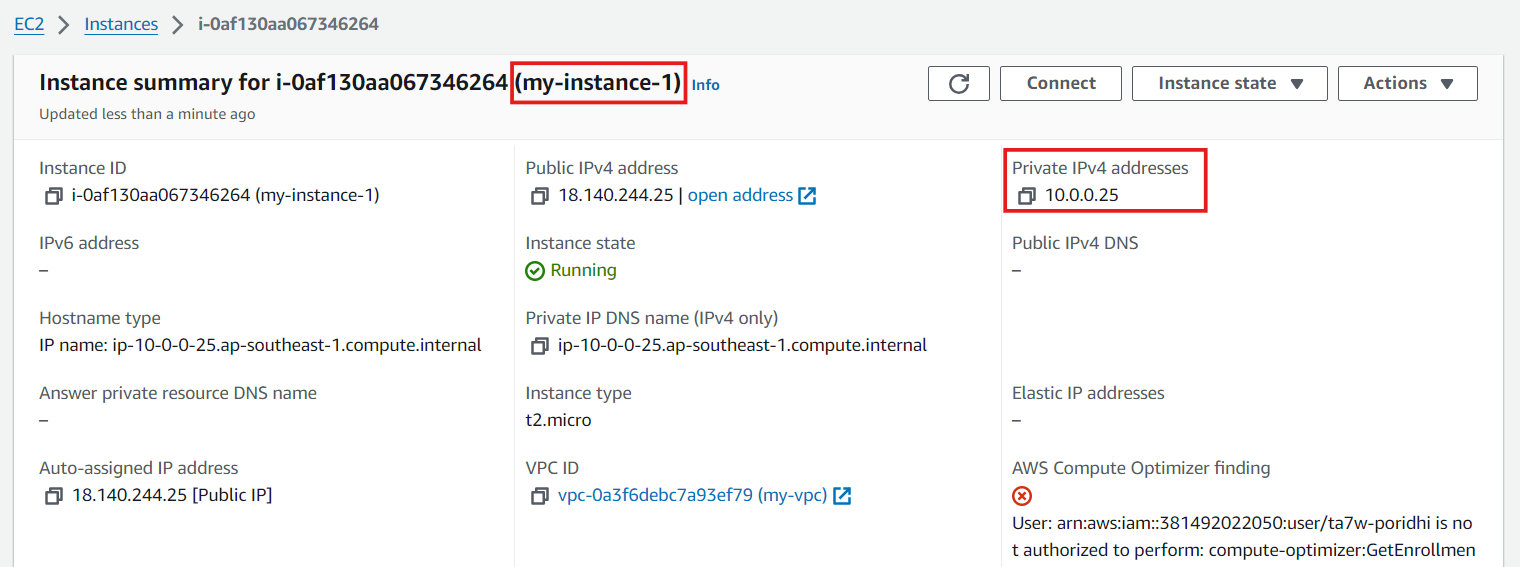 EC2 > Instances > i-0af130aa067346264
Instance summary for i-0af130aa067346264 (my-instance-1) Info
Connect
Instance state
Actions
Updated less than a minute ago
Instance ID
i-0af130aa067346264 (my-instance-1)
Public IPv4 address
18.140.244.25 | open address
Private IPv4 addresses
10.0.0.25
IPv6 address
–
Instance state
Running
Public IPv4 DNS
–
Hostname type
IP name: ip-10-0-0-25.ap-southeast-1.compute.internal
Private IP DNS name (IPv4 only)
ip-10-0-0-25.ap-southeast-1.compute.internal
Answer private resource DNS name
–
Instance type
t2.micro
Elastic IP addresses
–
Auto-assigned IP address
18.140.244.25 [Public IP]
VPC ID
vpc-0a3f6debc7a93ef79 (my-vpc)
AWS Compute Optimizer finding
User: arn:aws:iam::381492022050:user/ta7w-poridhi is no
t authorized to perform: compute-optimizer:GetEnrollmen